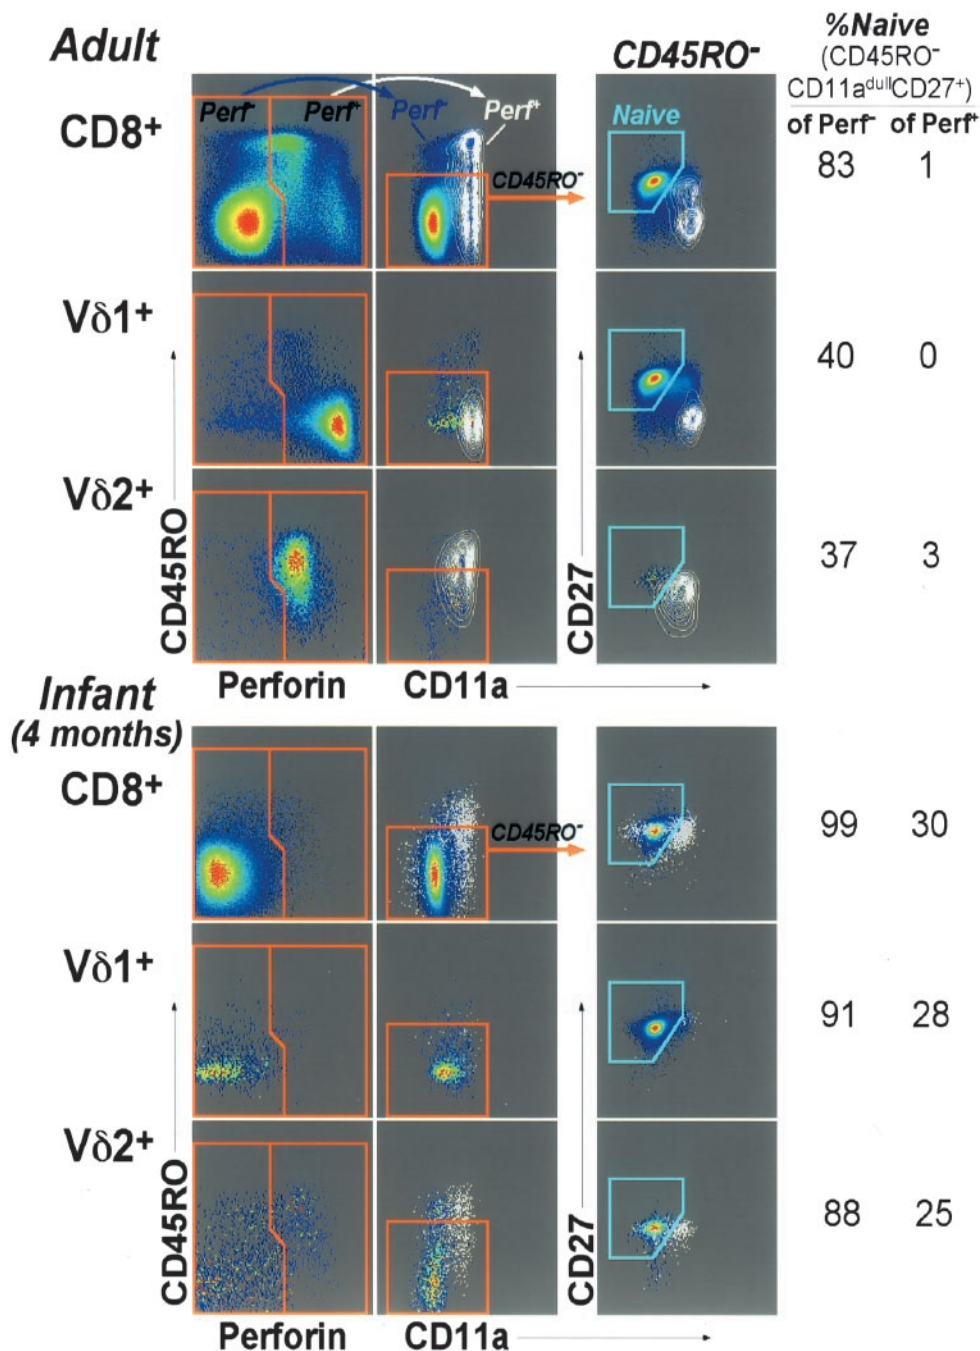 Adult
%Naive
(CD45RO-
CD11a^dull CD27+)
of Perf- of Perf+
CD45RO-
Perf- Perf+ Perf- Perf+
CD8+
CD45RO-
Naive
83 1
Vδ1+
40 0
Vδ2+
37 3
CD45RO
CD27
Perforin CD11a
Infant
(4 months)
CD8+
CD45RO-
99 30
Vδ1+
91 28
Vδ2+
88 25
CD45RO
CD27
Perforin CD11a